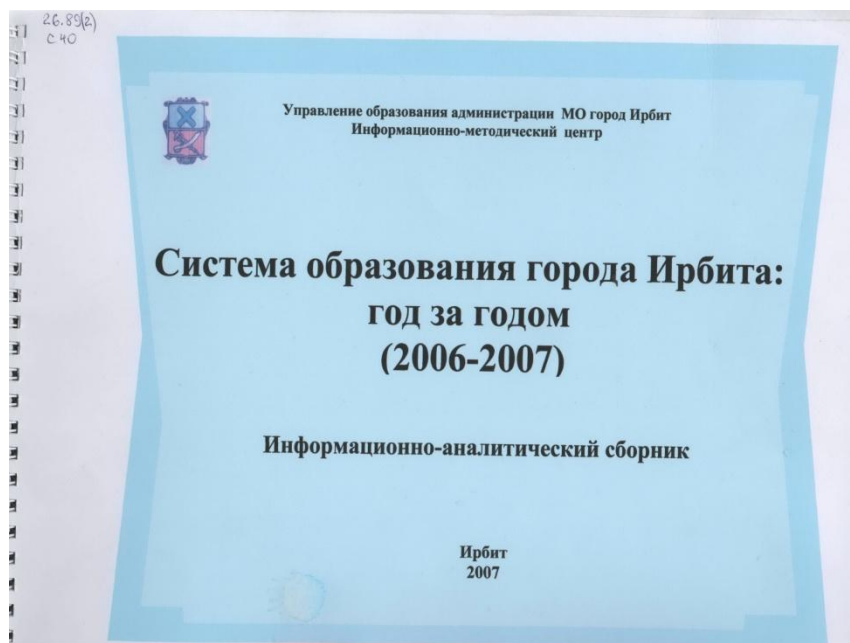 26.89(2)
С 40
Управление образования администрации МО город Ирбит
Информационно-методический центр
Система образования города Ирбита:
год за годом
(2006-2007)
Информационно-аналитический сборник
Ирбит
2007